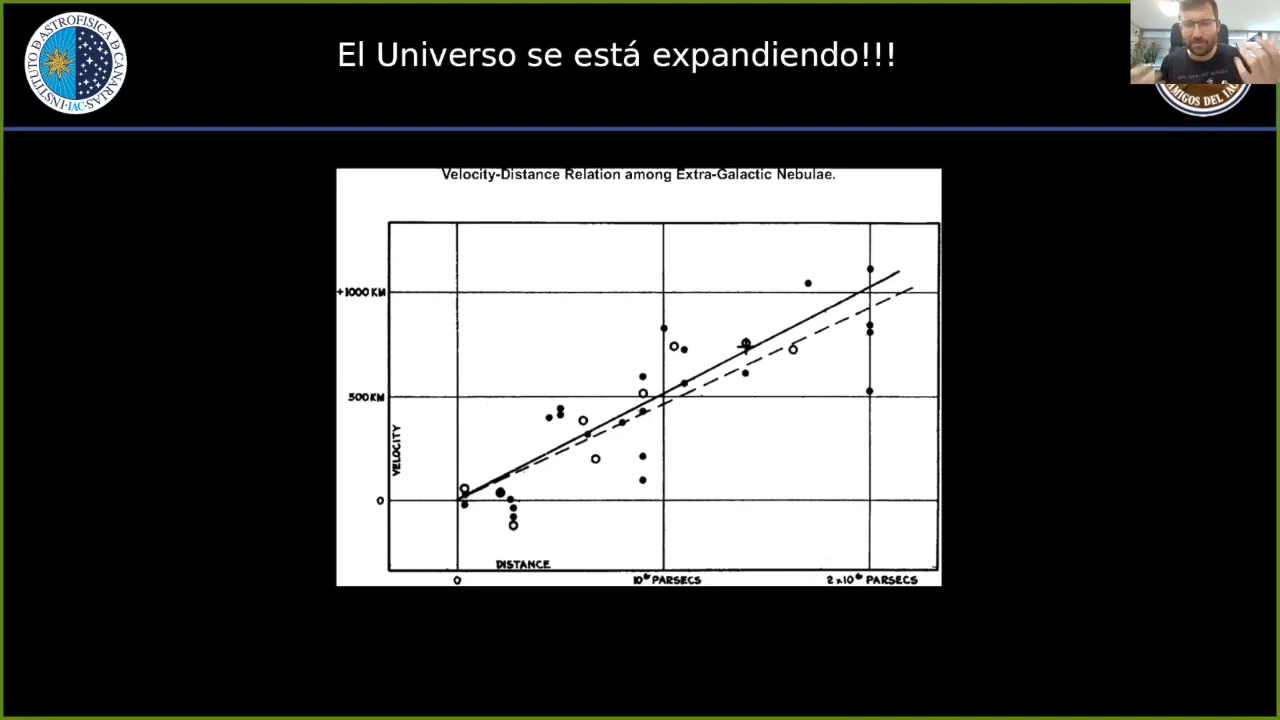 El Universo se está expandiendo!!!
INSTITUTO DE ASTROFISICA DE CANARIAS
·IAC·
AMIGOS DEL IAC
Velocity-Distance Relation among Extra-Galactic Nebulae.
+1000 KM
500 KM
VELOCITY
0
DISTANCE
0
10⁶ PARSECS
2 x 10⁶ PARSECS